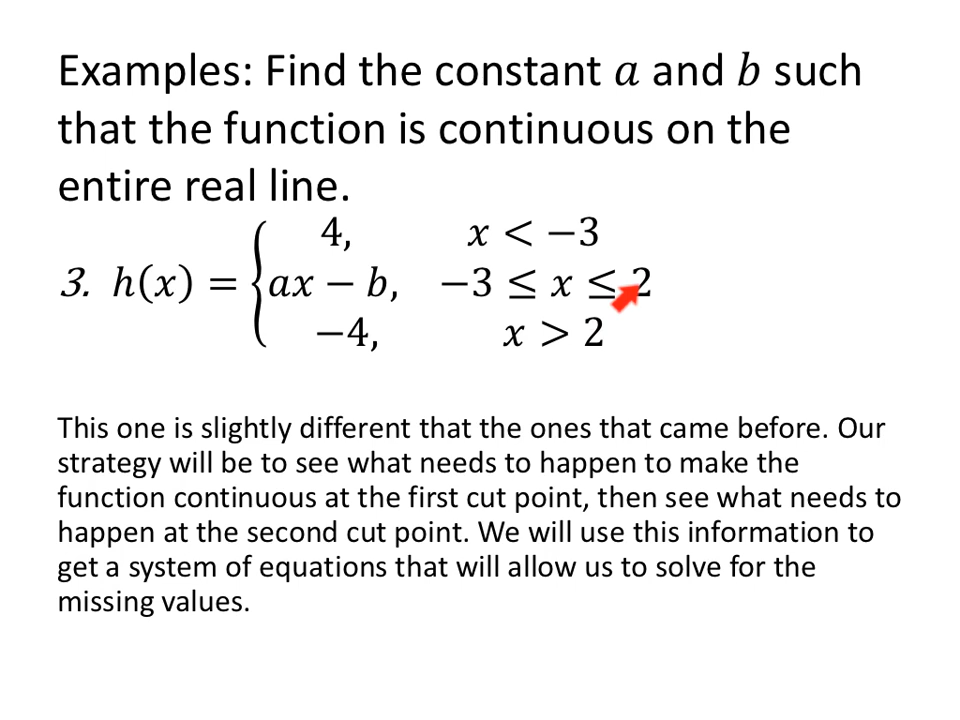 Examples: Find the constant 𝑎 and 𝑏 such
that the function is continuous on the
entire real line.
4, 𝑥 < −3
3. ℎ(𝑥) = { 𝑎𝑥 − 𝑏, −3 ≤ 𝑥 ≤ 2
−4, 𝑥 > 2
This one is slightly different that the ones that came before. Our
strategy will be to see what needs to happen to make the
function continuous at the first cut point, then see what needs to
happen at the second cut point. We will use this information to
get a system of equations that will allow us to solve for the
missing values.